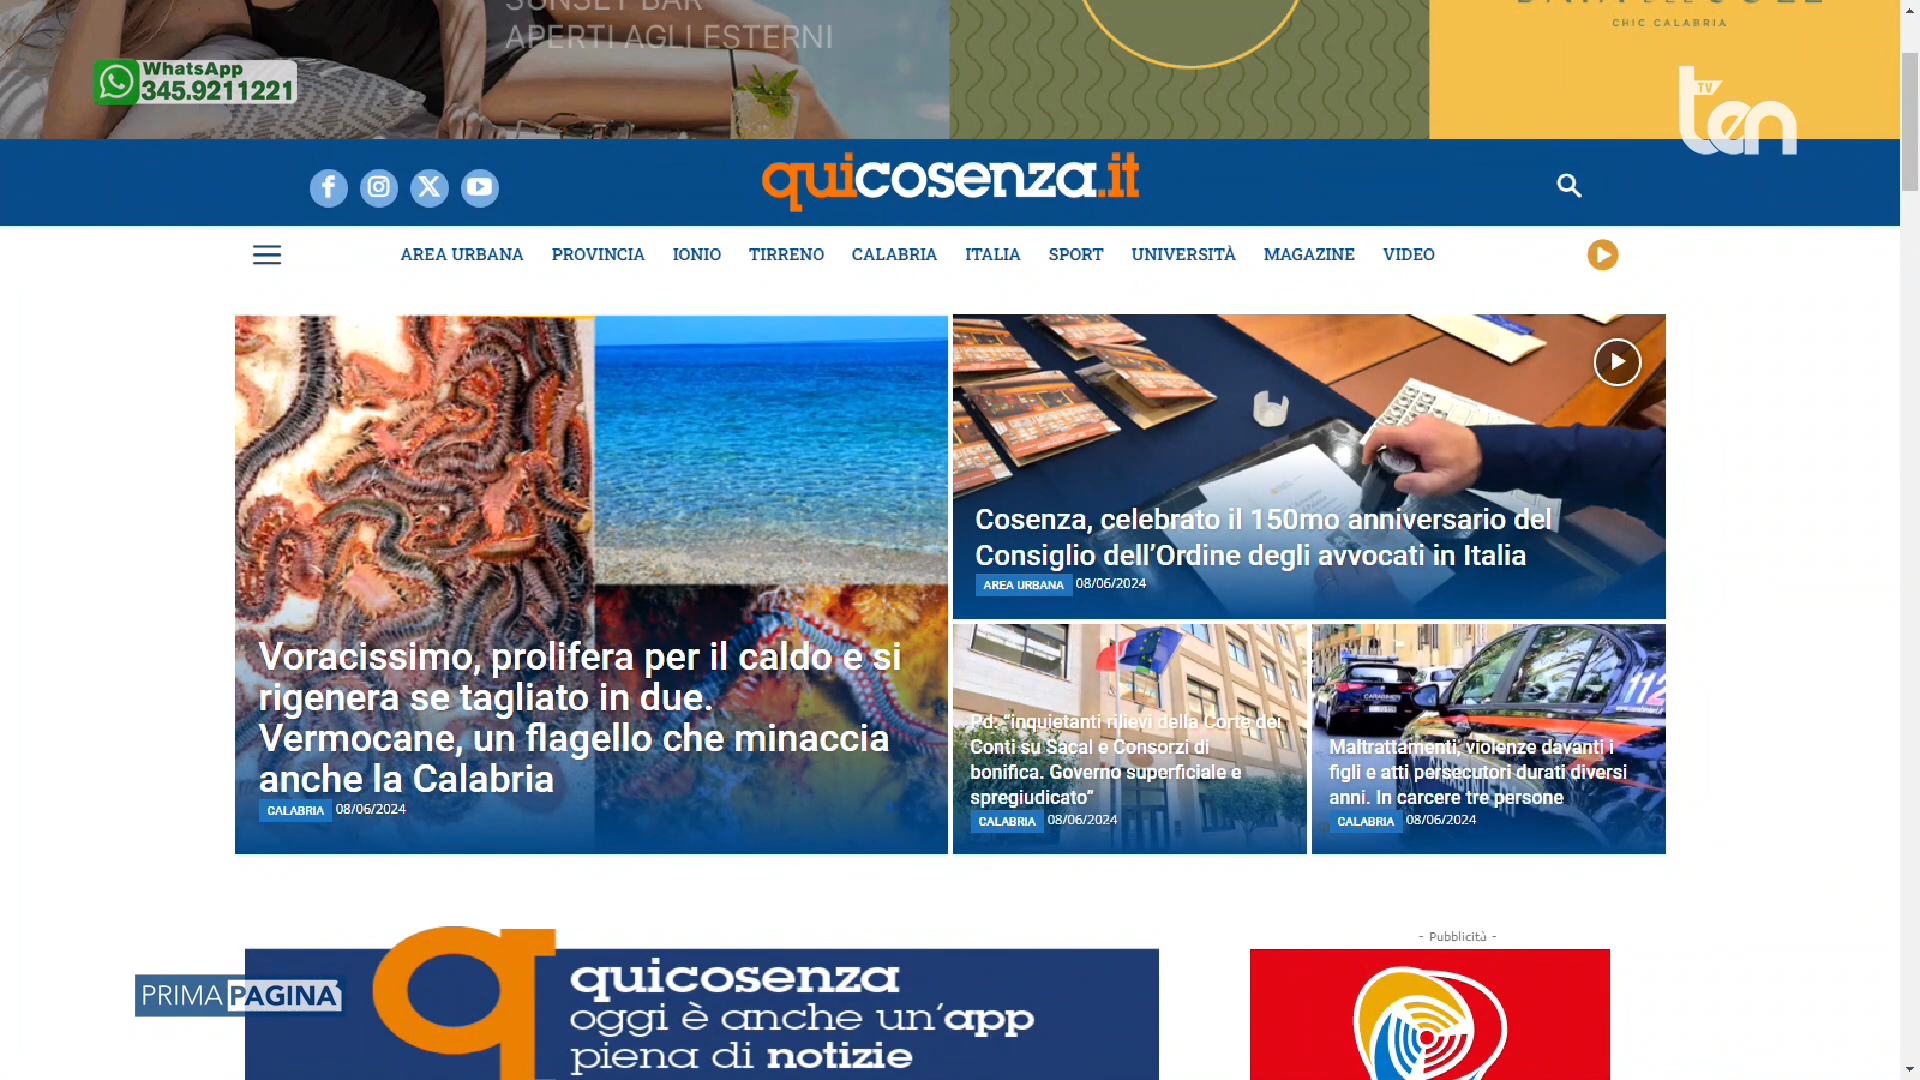 SUNSET BAR
APERTI AGLI ESTERNI
CHIC CALABRIA
WhatsApp
345.9211221
TV
ten
quicosenza.it
AREA URBANA PROVINCIA IONIO TIRRENO CALABRIA ITALIA SPORT UNIVERSITÀ MAGAZINE VIDEO
Voracissimo, prolifera per il caldo e si
rigenera se tagliato in due.
Vermocane, un flagello che minaccia
anche la Calabria
CALABRIA 08/06/2024
Cosenza, celebrato il 150mo anniversario del
Consiglio dell'Ordine degli avvocati in Italia
AREA URBANA 08/06/2024
Pd: "inquietanti rilievi della Corte dei
Conti su Sacal e Consorzi di
bonifica. Governo superficiale e
spregiudicato"
CALABRIA 08/06/2024
112
CARABINIERI
Maltrattamenti, violenze davanti i
figli e atti persecutori durati diversi
anni. In carcere tre persone
CALABRIA 08/06/2024
- Pubblicità -
PRIMA PAGINA
q
quicosenza
oggi è anche un'app
piena di notizie